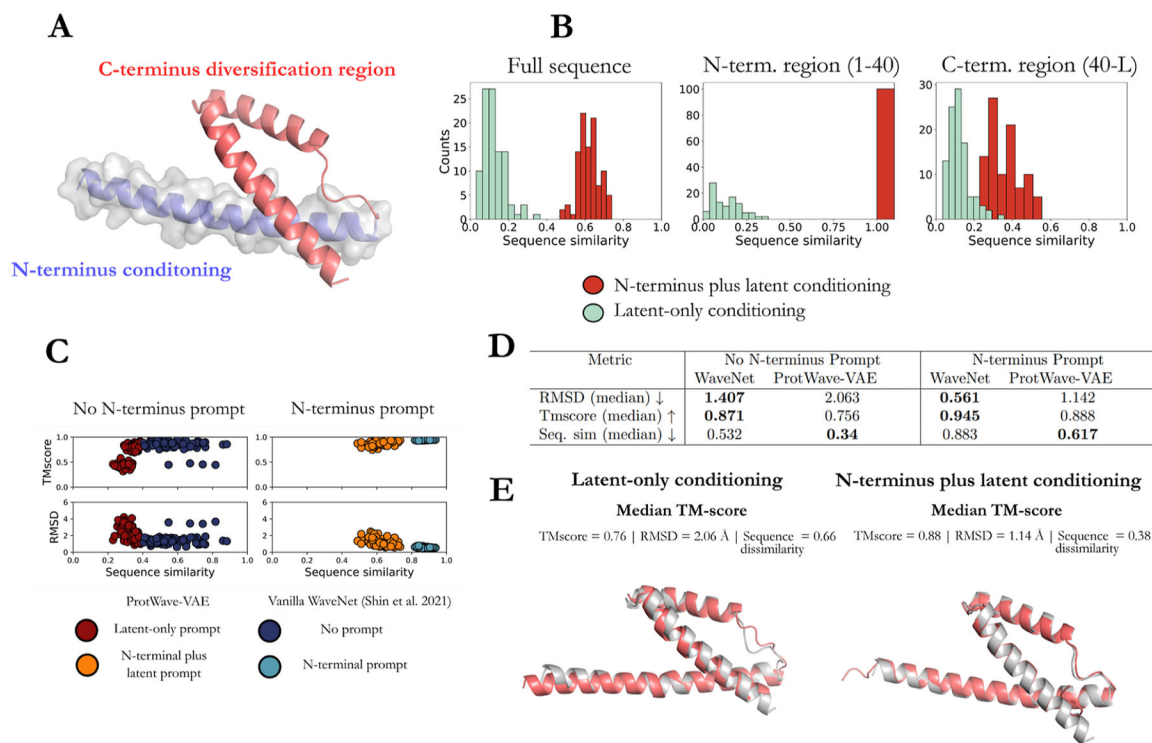 A
C-terminus diversification region
N-terminus conditoning
B
Full sequence
N-term. region (1-40)
C-term. region (40-L)
Counts
25
20
15
10
5
0
0.0 0.2 0.4 0.6 0.8 1.0
Sequence similarity
100
80
60
40
20
0
0.00 0.25 0.50 0.75 1.00
Sequence similarity
30
20
10
0
0.0 0.2 0.4 0.6 0.8 1.0
Sequence similarity
N-terminus plus latent conditioning
Latent-only conditioning
C
No N-terminus prompt
N-terminus prompt
TMscore
1.0
0.5
0.0
RMSD
6
4
2
0
0.0 0.2 0.4 0.6 0.8 1.0
Sequence similarity
0.0 0.2 0.4 0.6 0.8 1.0
Sequence similarity
ProtWave-VAE
Vanilla WaveNet (Shin et al. 2021)
Latent-only prompt
No prompt
N-terminal plus
latent prompt
N-terminal prompt
D
Metric No N-terminus Prompt N-terminus Prompt
WaveNet ProtWave-VAE WaveNet ProtWave-VAE
RMSD (median) ↓ 1.407 2.063 0.561 1.142
Tmscore (median) ↑ 0.871 0.756 0.945 0.888
Seq. sim (median) ↓ 0.532 0.34 0.883 0.617
E
Latent-only conditioning
Median TM-score
TMscore = 0.76 | RMSD = 2.06 Å | Sequence = 0.66
dissimilarity
N-terminus plus latent conditioning
Median TM-score
TMscore = 0.88 | RMSD = 1.14 Å | Sequence = 0.38
dissimilarity